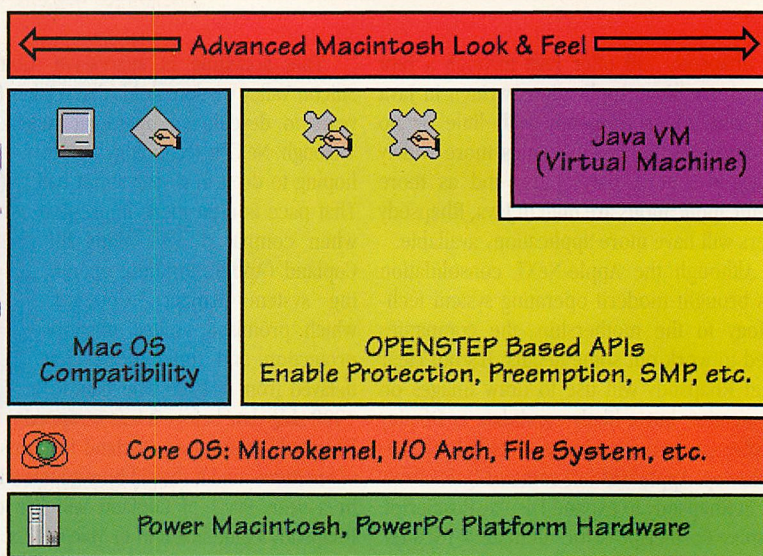 Advanced Macintosh Look & Feel
Java VM
(Virtual Machine)
Mac OS
Compatibility
OPENSTEP Based APIs
Enable Protection, Preemption, SMP, etc.
Core OS: Microkernel, I/O Arch, File System, etc.
Power Macintosh, PowerPC Platform Hardware